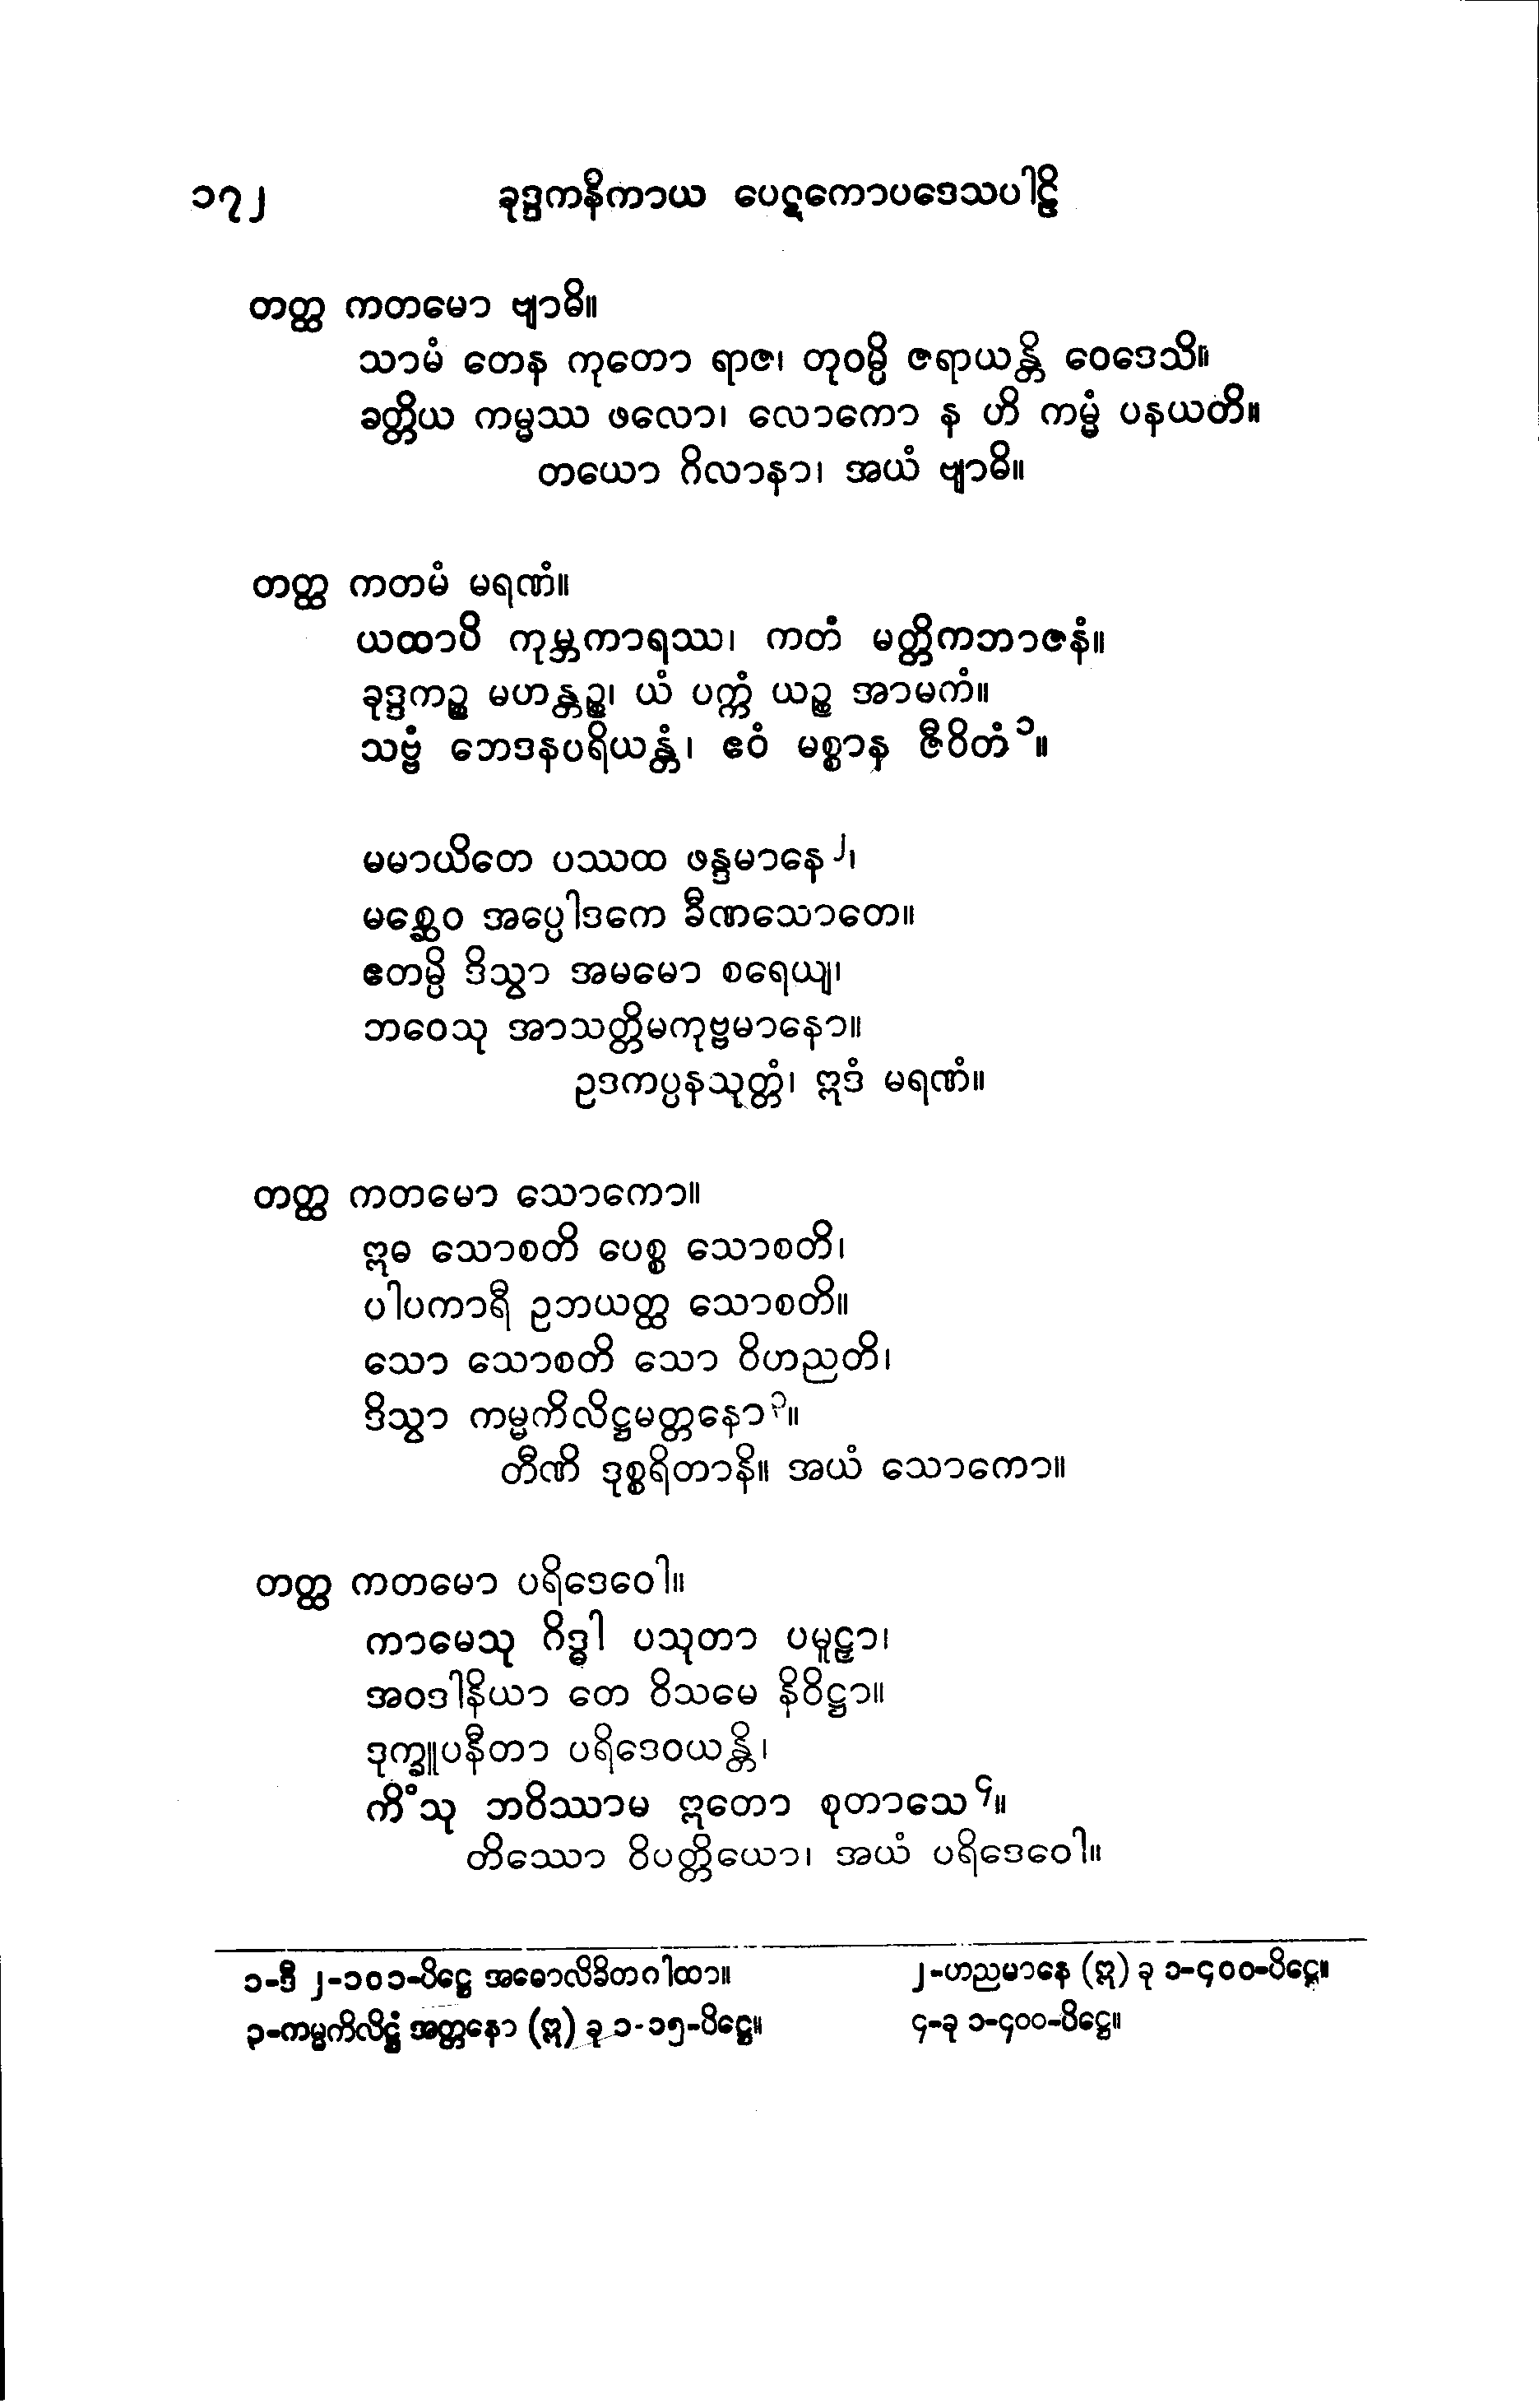 ၁၇၂ ခုဒ္ဒကနိကာယ ပေဋကောပဒေသပါဠိ
တတ္ထ ကတမော ဗျာဓိ။
သာမံ တေန ကုတော ရာဇ၊ တုဝမ္ပိ ဇရာယန္တိ ဝေဒေသိ။
ခတ္တိယ ကမ္မဿ ဖလော၊ လောကော န ဟိ ကမ္မံ ပနယတိ။
တယော ဂိလာနာ၊ အယံ ဗျာဓိ။
တတ္ထ ကတမံ မရဏံ။
ယထာပိ ကုမ္ဘကာရဿ၊ ကတံ မတ္တိကဘာဇနံ။
ခုဒ္ဒကဉ္စ မဟန္တဉ္စ၊ ယံ ပက္ကံ ယဉ္စ အာမကံ။
သဗ္ဗံ ဘေဒနပရိယန္တံ၊ ဧဝံ မစ္စာန ဇီဝိတံ၁။
မမာယိတေ ပဿထ ဖန္ဒမာနေ၂၊
မစ္ဆေဝ အပ္ပေါဒကေ ခီဏသောတေ။
ဧတမ္ပိ ဒိသွာ အမမော စရေယျ၊
ဘဝေသု အာသတ္တိမကုဗ္ဗမာနော။
ဥဒကပ္ပနသုတ္တံ၊ ဣဒံ မရဏံ။
တတ္ထ ကတမော သောကော။
ဣဓ သောစတိ ပေစ္စ သောစတိ၊
ပါပကာရီ ဥဘယတ္ထ သောစတိ။
သော သောစတိ သော ဝိဟညတိ၊
ဒိသွာ ကမ္မကိလိဋ္ဌမတ္တနော၃။
တီဏိ ဒုစ္စရိတာနိ။ အယံ သောကော။
တတ္ထ ကတမော ပရိဒေဝေါ။
ကာမေသု ဂိဒ္ဓါ ပသုတာ ပမူဠှာ၊
အဝဒါနိယာ တေ ဝိသမေ နိဝိဋ္ဌာ။
ဒုက္ခူပနီတာ ပရိဒေဝယန္တိ၊
ကိံသု ဘဝိဿာမ ဣတော စုတာသေ၄။
တိဿော ဝိပတ္တိယော၊ အယံ ပရိဒေဝေါ။
၁-ဒီ ၂-၁၀၁-ပိဋ္ဌေ အဓောလိခိတဂါထာ။ ၂-ဟညမာနေ (ဣ) ခု ၁-၄၀၀-ပိဋ္ဌေ။
၃-ကမ္မကိလိဋ္ဌံ အတ္တနော (ဣ) ခု ၁-၁၅-ပိဋ္ဌေ။ ၄-ခု ၁-၄၀၀-ပိဋ္ဌေ။